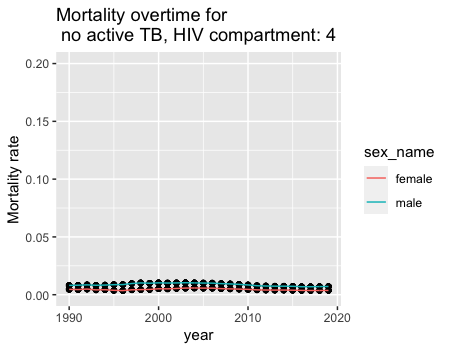 Mortality overtime for
no active TB, HIV compartment: 4
0.20
0.15
0.10
0.05
0.00
Mortality rate
1990
2000
2010
2020
year
sex_name
female
male